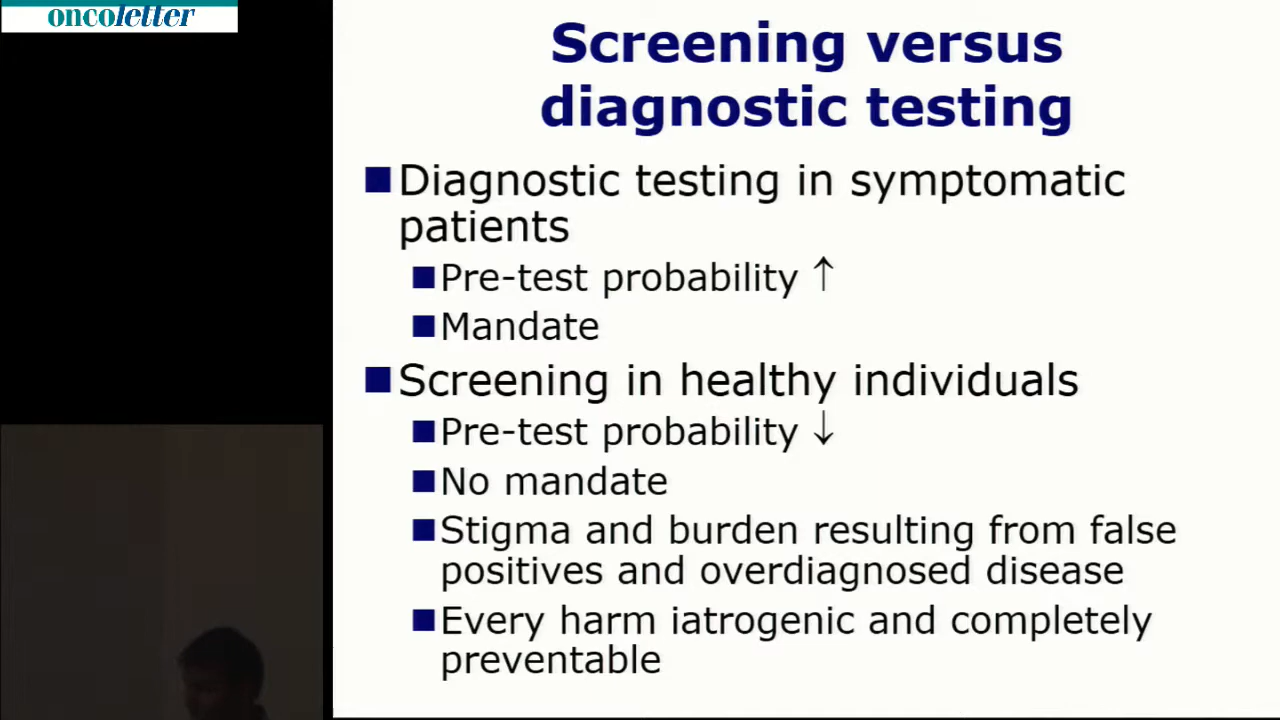 oncoletter
Screening versus
diagnostic testing
Diagnostic testing in symptomatic
patients
Pre-test probability ↑
Mandate
Screening in healthy individuals
Pre-test probability ↓
No mandate
Stigma and burden resulting from false
positives and overdiagnosed disease
Every harm iatrogenic and completely
preventable